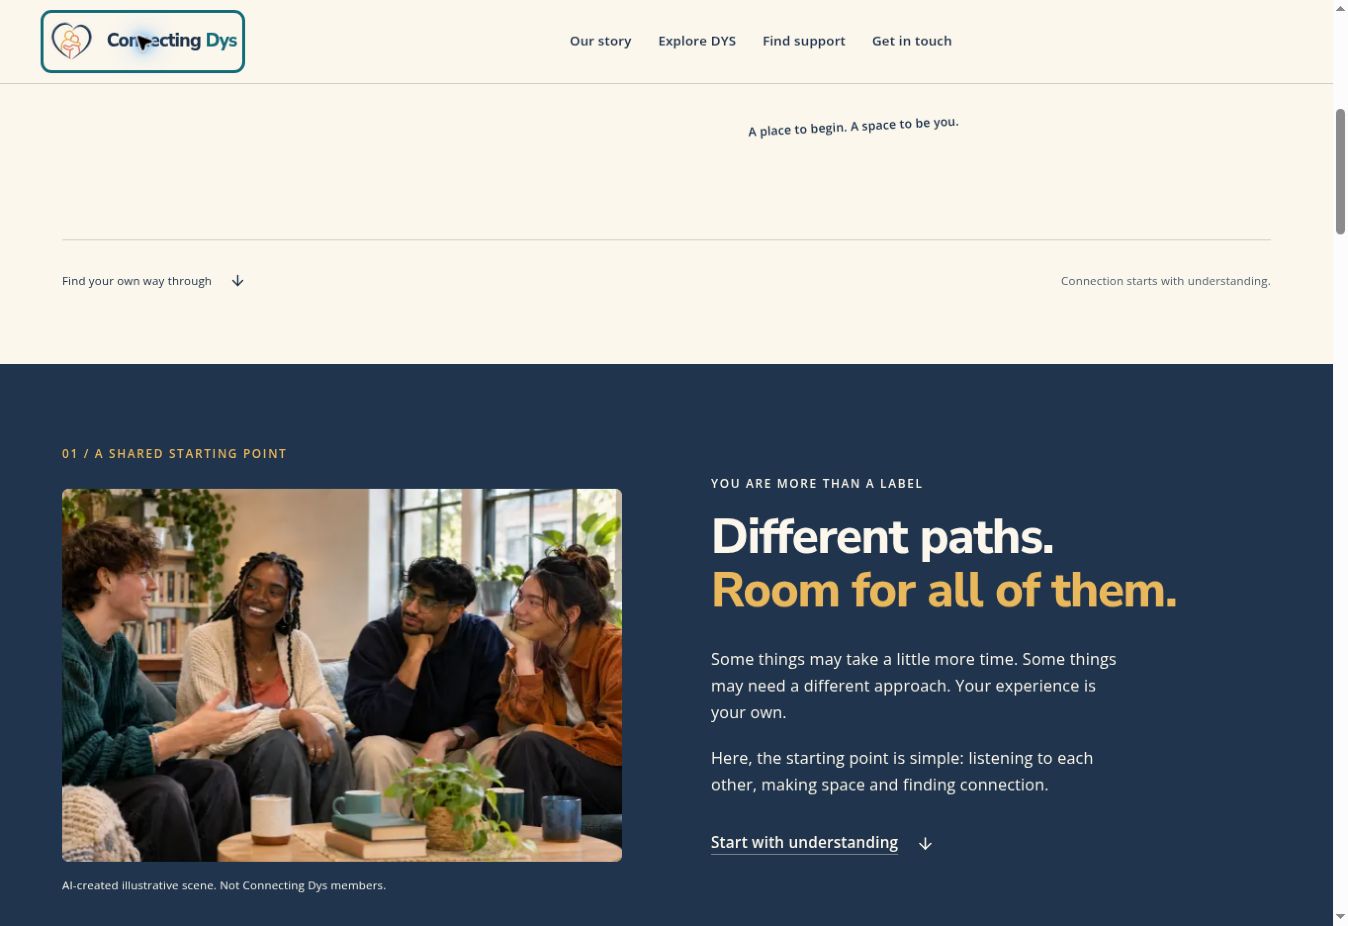 Connecting Dys
Our story
Explore DYS
Find support
Get in touch
A place to begin. A space to be you.
Find your own way through
Connection starts with understanding.
01 / A SHARED STARTING POINT
YOU ARE MORE THAN A LABEL
Different paths.
Room for all of them.
Some things may take a little more time. Some things
may need a different approach. Your experience is
your own.
Here, the starting point is simple: listening to each
other, making space and finding connection.
Start with understanding
AI-created illustrative scene. Not Connecting Dys members.